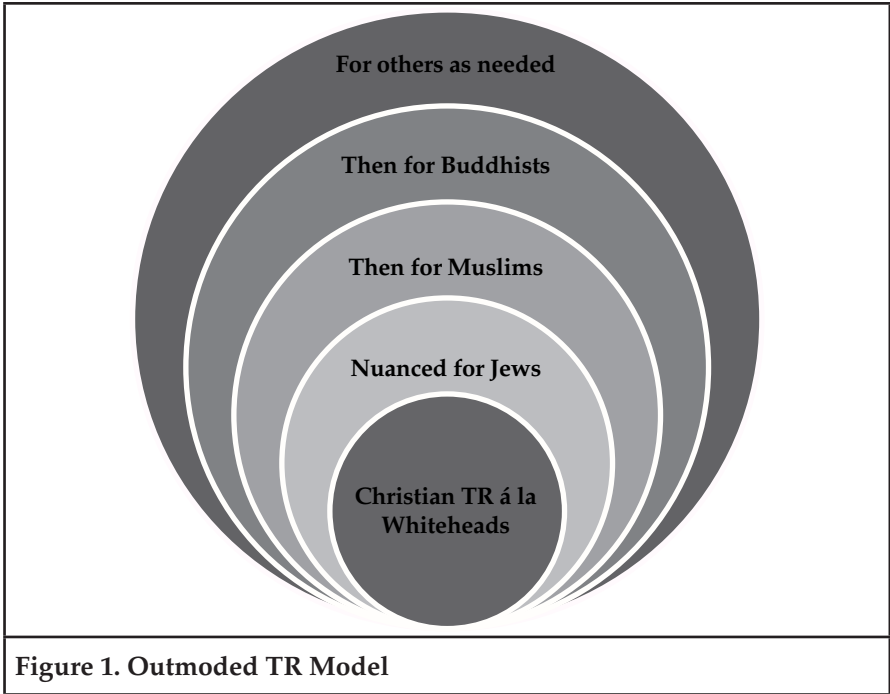 For others as needed
Then for Buddhists
Then for Muslims
Nuanced for Jews
Christian TR á la
Whiteheads
Figure 1. Outmoded TR Model